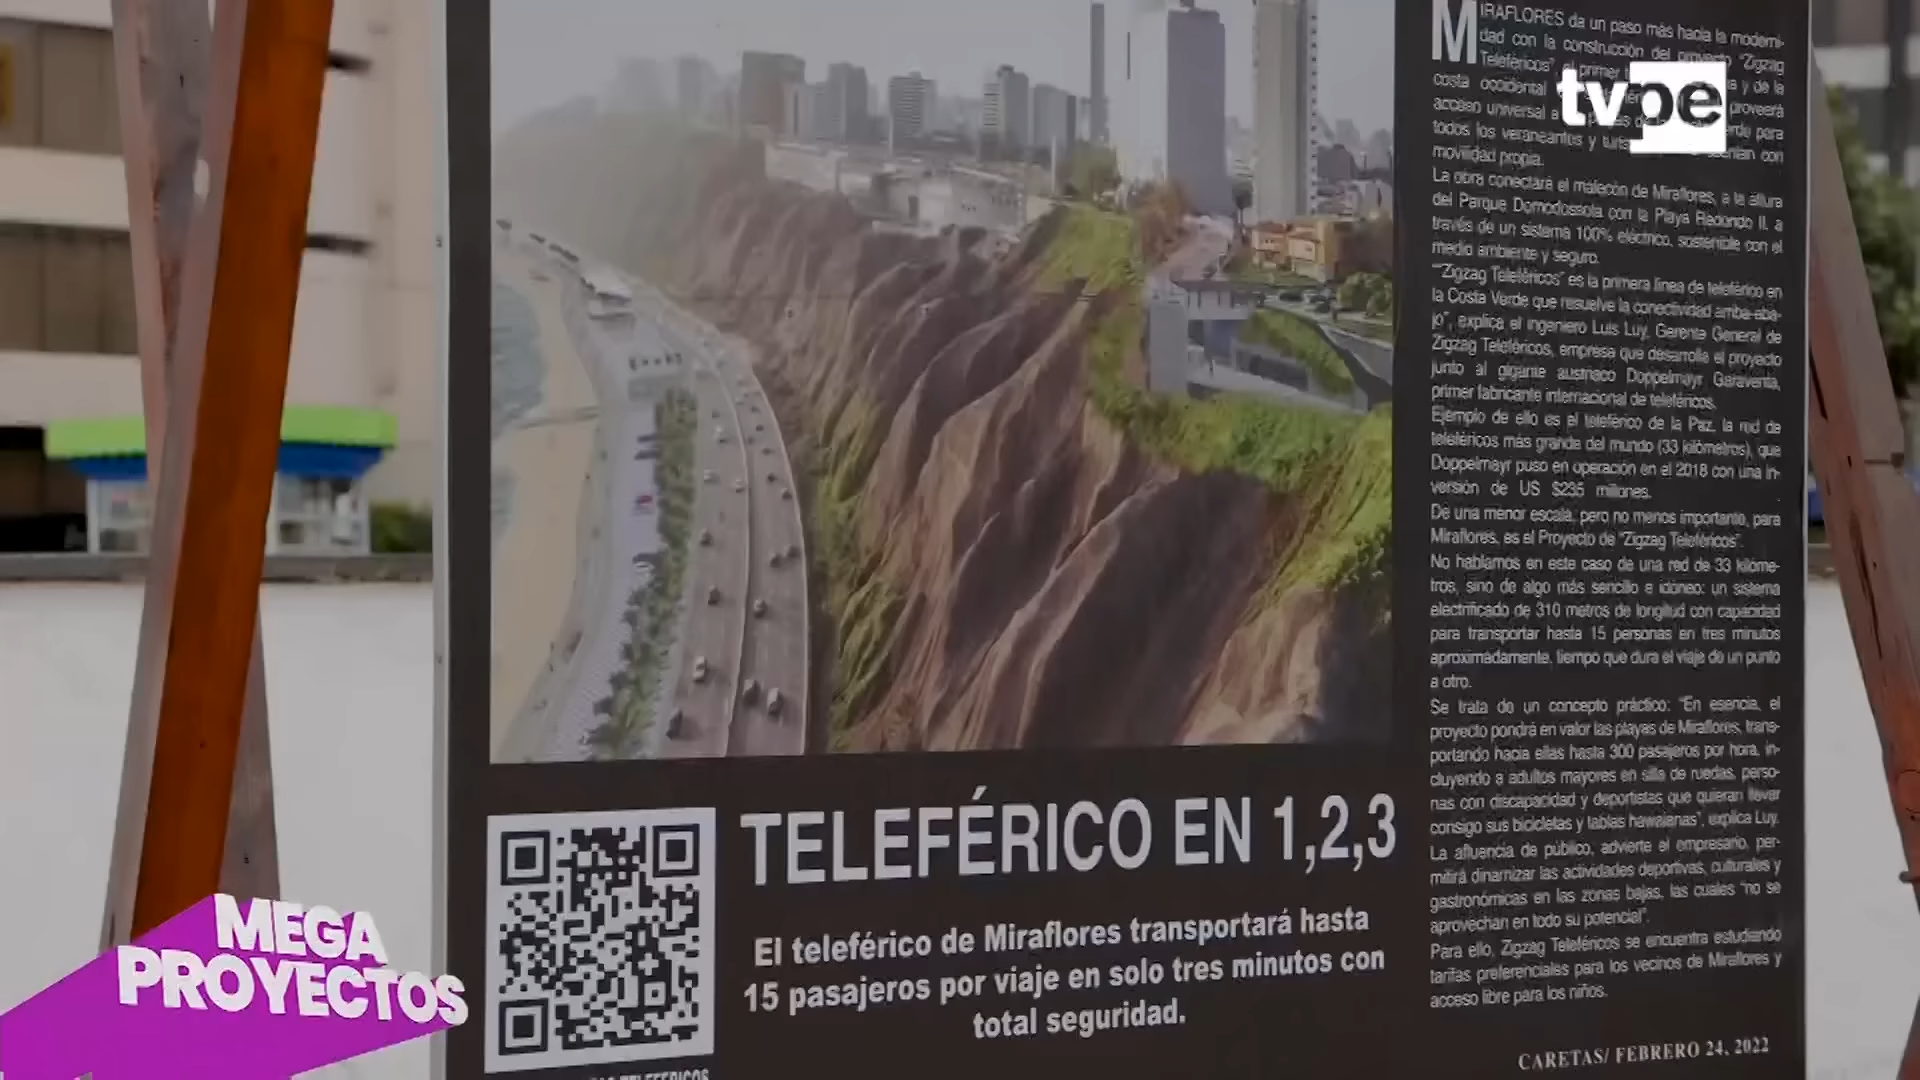 tvpe
MIRAFLORES da un paso más hacia la moderni-
dad con la construcción del proyecto "Zigzag
Teleféricos", el primer
costa occidental y de la
acceso universal a proveerá
todos los veraneantos y para
movilidad propia.
La obra conectará el malecón de Miraflores, a la altura
del Parque Domodossola con la Playa Redondo II, a
través de un sistema 100% eléctrico, sostenible con el
medio ambiente y seguro.
"“Zigzag Teleféricos” es la primera línea de teleférico en
la Costa Verde que resuelve la conectividad arriba-aba-
jo", explica el ingeniero Luis Luy, Gerente General de
Zigzag Teleféricos, empresa que desarrolla el proyecto
junto al gigante austriaco Doppelmayr Garaventa,
primer fabricante internacional de teleféricos.
Ejemplo de ello es el teleférico de la Paz, la red de
teleféricos más grande del mundo (33 kilómetros), que
Doppelmayr puso en operación en el 2018 con una in-
versión de US $235 millones.
De una menor escala, pero no menos importante, para
Miraflores, es el Proyecto de "Zigzag Teleféricos".
No hablamos en este caso de una red de 33 kilóme-
tros, sino de algo más sencillo e idóneo: un sistema
electrificado de 310 metros de longitud con capacidad
para transportar hasta 15 personas en tres minutos
aproximadamente, tiempo que dura el viaje de un punto
a otro.
Se trata de un concepto práctico: "En esencia, el
proyecto pondrá en valor las playas de Miraflores, trans-
portando hacia ellas hasta 300 pasajeros por hora, in-
cluyendo a adultos mayores en silla de ruedas, perso-
nas con discapacidad y deportistas que quieran llevar
consigo sus bicicletas y tablas hawaianas", explica Luy.
La afluencia de público, advierte el empresario, per-
mitirá dinamizar las actividades deportivas, culturales y
gastronómicas en las zonas bajas, las cuales "no se
aprovechan en todo su potencial".
Para ello, Zigzag Teleféricos se encuentra estudiando
tarifas preferenciales para los vecinos de Miraflores y
acceso libre para los niños.
CARETAS/ FEBRERO 24, 2022
TELEFÉRICO EN 1,2,3
El teleférico de Miraflores transportará hasta
15 pasajeros por viaje en solo tres minutos con
total seguridad.
TELEFERICOS
MEGA
PROYECTOS